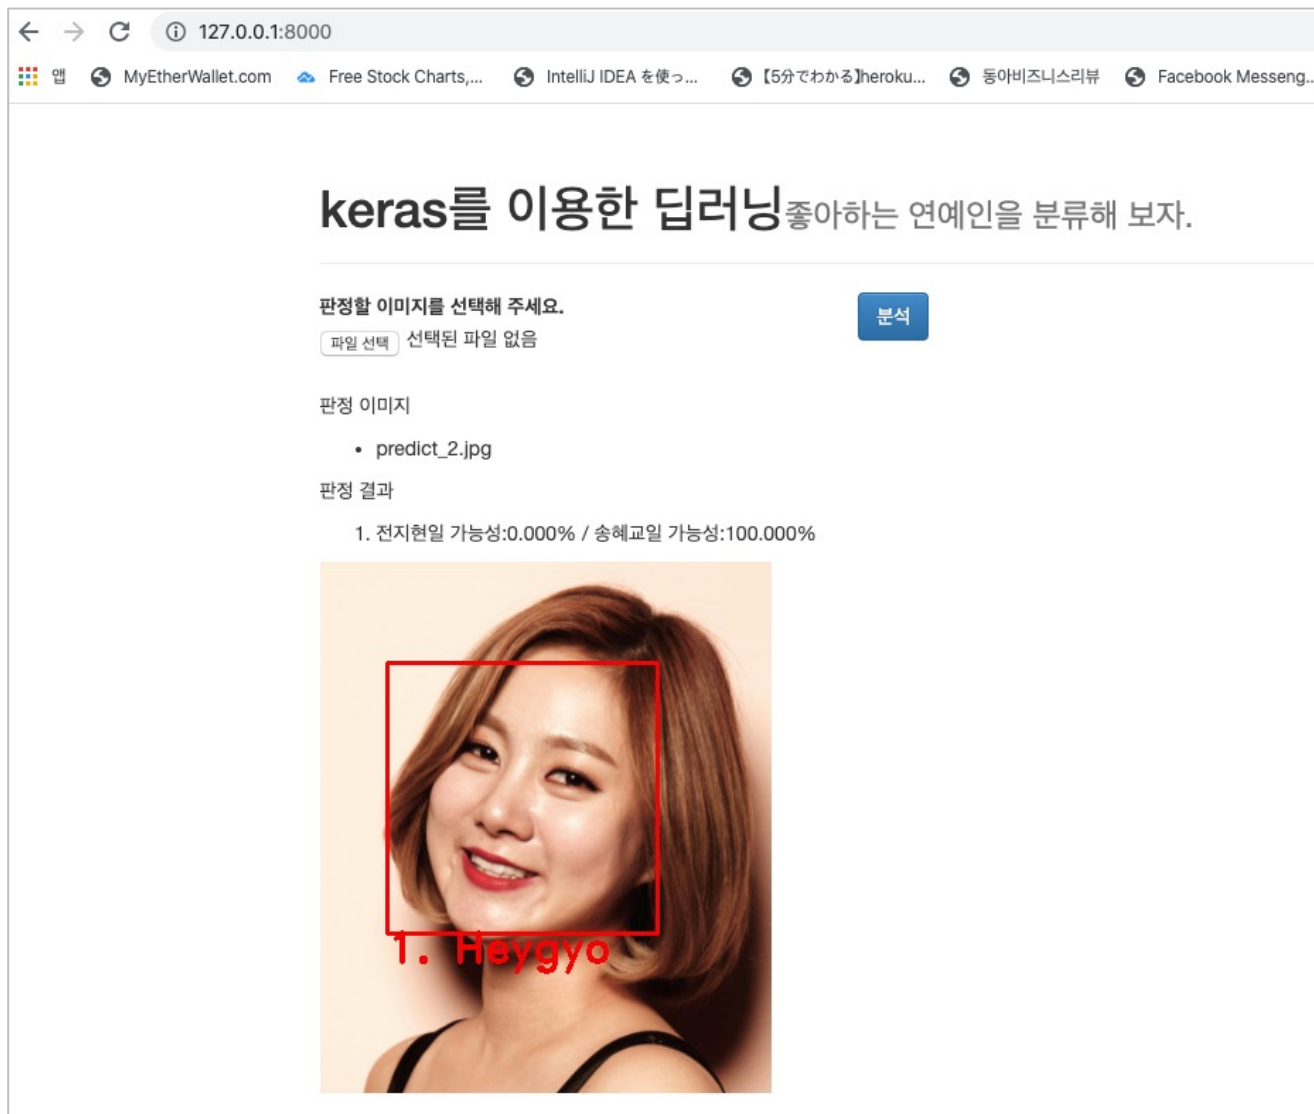 127.0.0.1:8000
앱 MyEtherWallet.com Free Stock Charts,... IntelliJ IDEA を使っ... 【5分でわかる】heroku... 동아비즈니스리뷰 Facebook Messeng...
keras를 이용한 딥러닝좋아하는 연예인을 분류해 보자.
판정할 이미지를 선택해 주세요.
분석
파일 선택 선택된 파일 없음
판정 이미지
• predict_2.jpg
판정 결과
1. 전지현일 가능성:0.000% / 송혜교일 가능성:100.000%
1. Heygyo